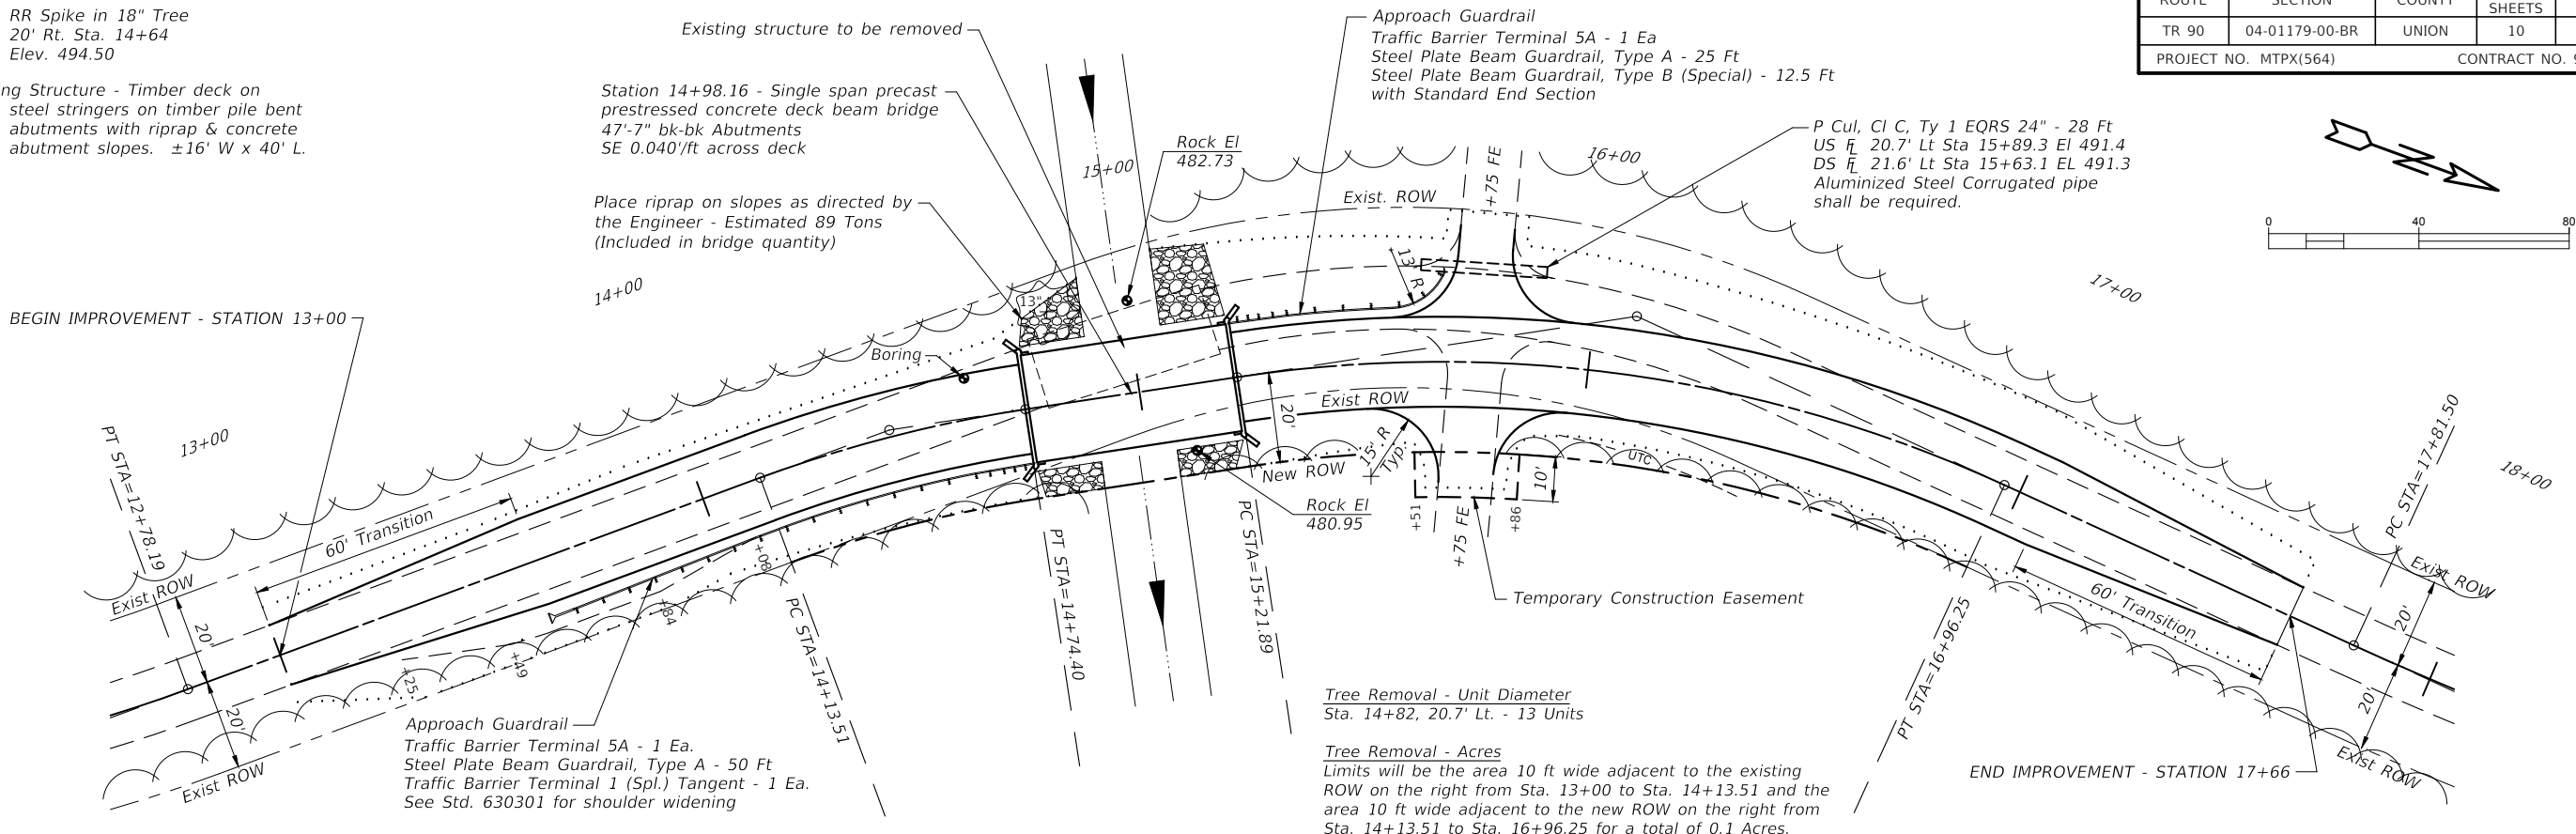 RR Spike in 18" Tree
20' Rt. Sta. 14+64
Elev. 494.50
ng Structure - Timber deck on
steel stringers on timber pile bent
abutments with riprap & concrete
abutment slopes. ±16' W x 40' L.
Existing structure to be removed
Station 14+98.16 - Single span precast
prestressed concrete deck beam bridge
47'-7" bk-bk Abutments
SE 0.040'/ft across deck
Place riprap on slopes as directed by
the Engineer - Estimated 89 Tons
(Included in bridge quantity)
Approach Guardrail
Traffic Barrier Terminal 5A - 1 Ea
Steel Plate Beam Guardrail, Type A - 25 Ft
Steel Plate Beam Guardrail, Type B (Special) - 12.5 Ft
with Standard End Section
ROUTE SECTION COUNTY SHEETS
TR 90 04-01179-00-BR UNION 10
PROJECT NO. MTPX(564) CONTRACT NO. 9
P Cul, Cl C, Ty 1 EQRS 24" - 28 Ft
US FL 20.7' Lt Sta 15+89.3 El 491.4
DS FL 21.6' Lt Sta 15+63.1 EL 491.3
Aluminized Steel Corrugated pipe
shall be required.
0 40 80
Rock El
482.73
15+00
16+00
+75 FE
Exist. ROW
13' R
17+00
14+00
13"
BEGIN IMPROVEMENT - STATION 13+00
Boring
Exist ROW
20'
15' R
Typ.
New ROW
UTC
10'
Rock El
480.95
+51
+75 FE
+86
PC STA=17+81.50
18+00
PT STA=12+78.19
13+00
60' Transition
Exist ROW
20'
20'
Exist ROW
+25
+49
+84
+08
PC STA=14+13.51
PT STA=14+74.40
PC STA=15+21.89
Temporary Construction Easement
PT STA=16+96.25
60' Transition
Exist ROW
20'
20'
Exist ROW
Approach Guardrail
Traffic Barrier Terminal 5A - 1 Ea.
Steel Plate Beam Guardrail, Type A - 50 Ft
Traffic Barrier Terminal 1 (Spl.) Tangent - 1 Ea.
See Std. 630301 for shoulder widening
Tree Removal - Unit Diameter
Sta. 14+82, 20.7' Lt. - 13 Units
Tree Removal - Acres
Limits will be the area 10 ft wide adjacent to the existing
ROW on the right from Sta. 13+00 to Sta. 14+13.51 and the
area 10 ft wide adjacent to the new ROW on the right from
Sta. 14+13.51 to Sta. 16+96.25 for a total of 0.1 Acres.
END IMPROVEMENT - STATION 17+66